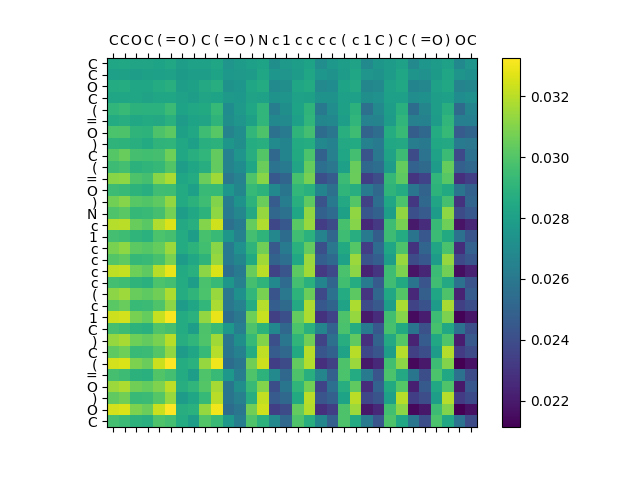 CCOC(=O)C(=O)Nc1cccc(c1C)C(=O)OC
C
C
O
C
(
=
O
)
C
(
=
O
)
N
c
1
c
c
c
c
(
c
1
C
)
C
(
=
O
)
O
C
0.032
0.030
0.028
0.026
0.024
0.022